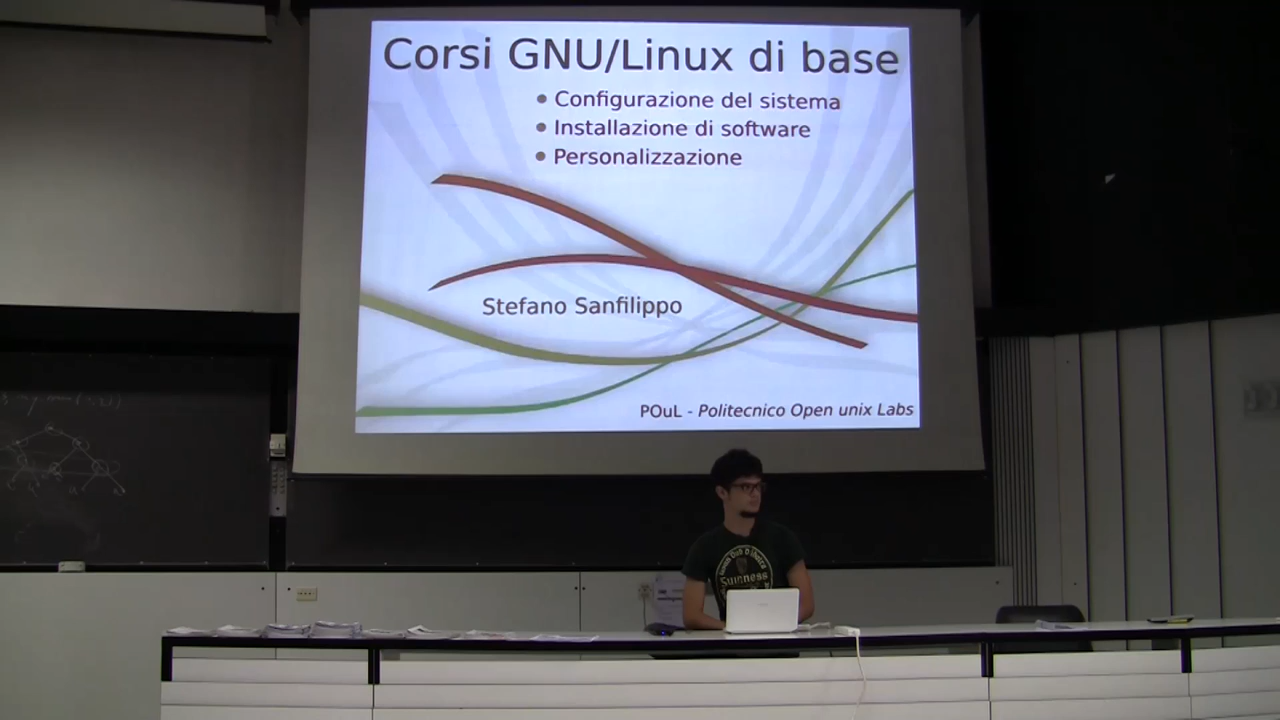 Corsi GNU/Linux di base
• Configurazione del sistema
• Installazione di software
• Personalizzazione
Stefano Sanfilippo
POuL - Politecnico Open unix Labs
GUINNESS